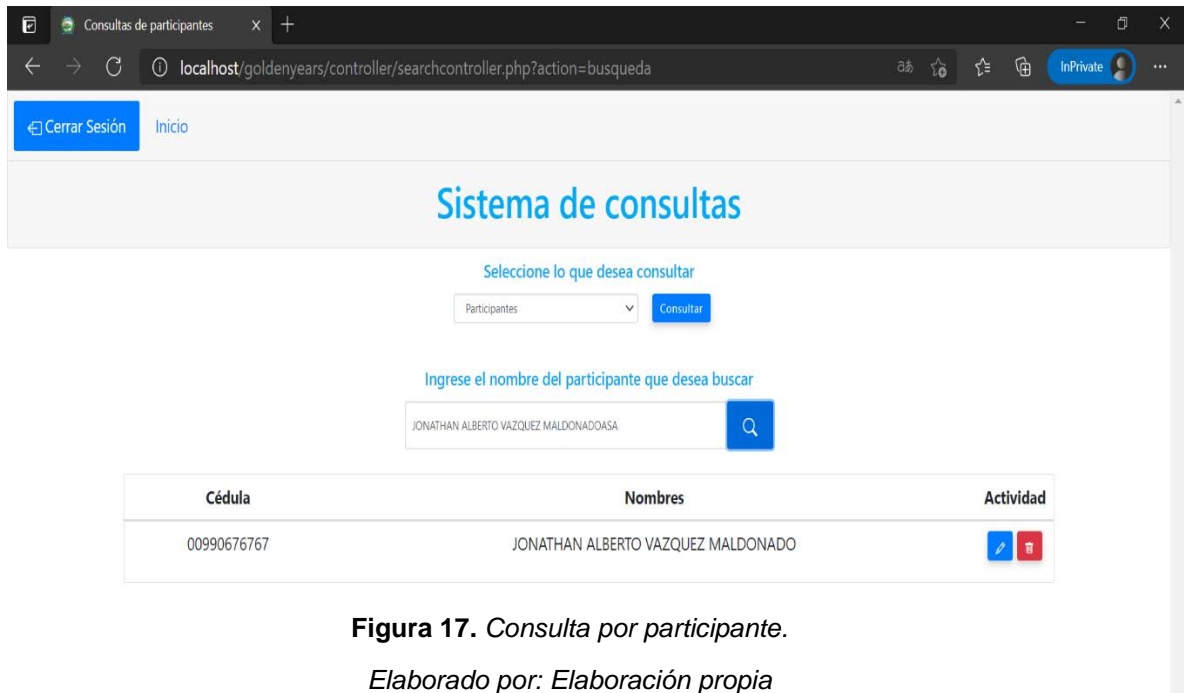 Consultas de participantes
localhost/goldenyears/controller/searchcontroller.php?action=busqueda
InPrivate
Cerrar Sesión Inicio
Sistema de consultas
Seleccione lo que desea consultar
Participantes Consultar
Ingrese el nombre del participante que desea buscar
JONATHAN ALBERTO VAZQUEZ MALDONADOASA
Cédula Nombres Actividad
00990676767 JONATHAN ALBERTO VAZQUEZ MALDONADO
Figura 17. Consulta por participante.
Elaborado por: Elaboración propia